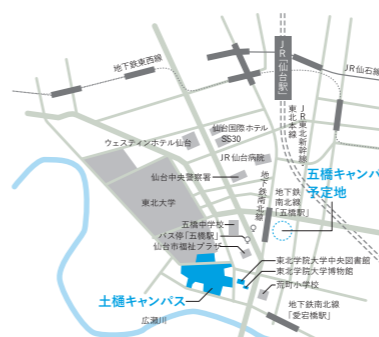 地下鉄東西線
JR「仙台駅」
JR仙石線
仙台国際ホテル
SS30
ウェスティンホテル仙台
JR東北新幹線・
東北本線
JR仙台病院
仙台中央警察署
五橋キャンパ
予定地
地下鉄南北線
地下鉄
南北線
「五橋駅」
東北大学
五橋中学校
バス停「五橋駅」
仙台市福祉プラザ
東北学院大学中央図書館
東北学院大学博物館
荒町小学校
土樋キャンパス
広瀬川
地下鉄南北線
「愛宕橋駅」